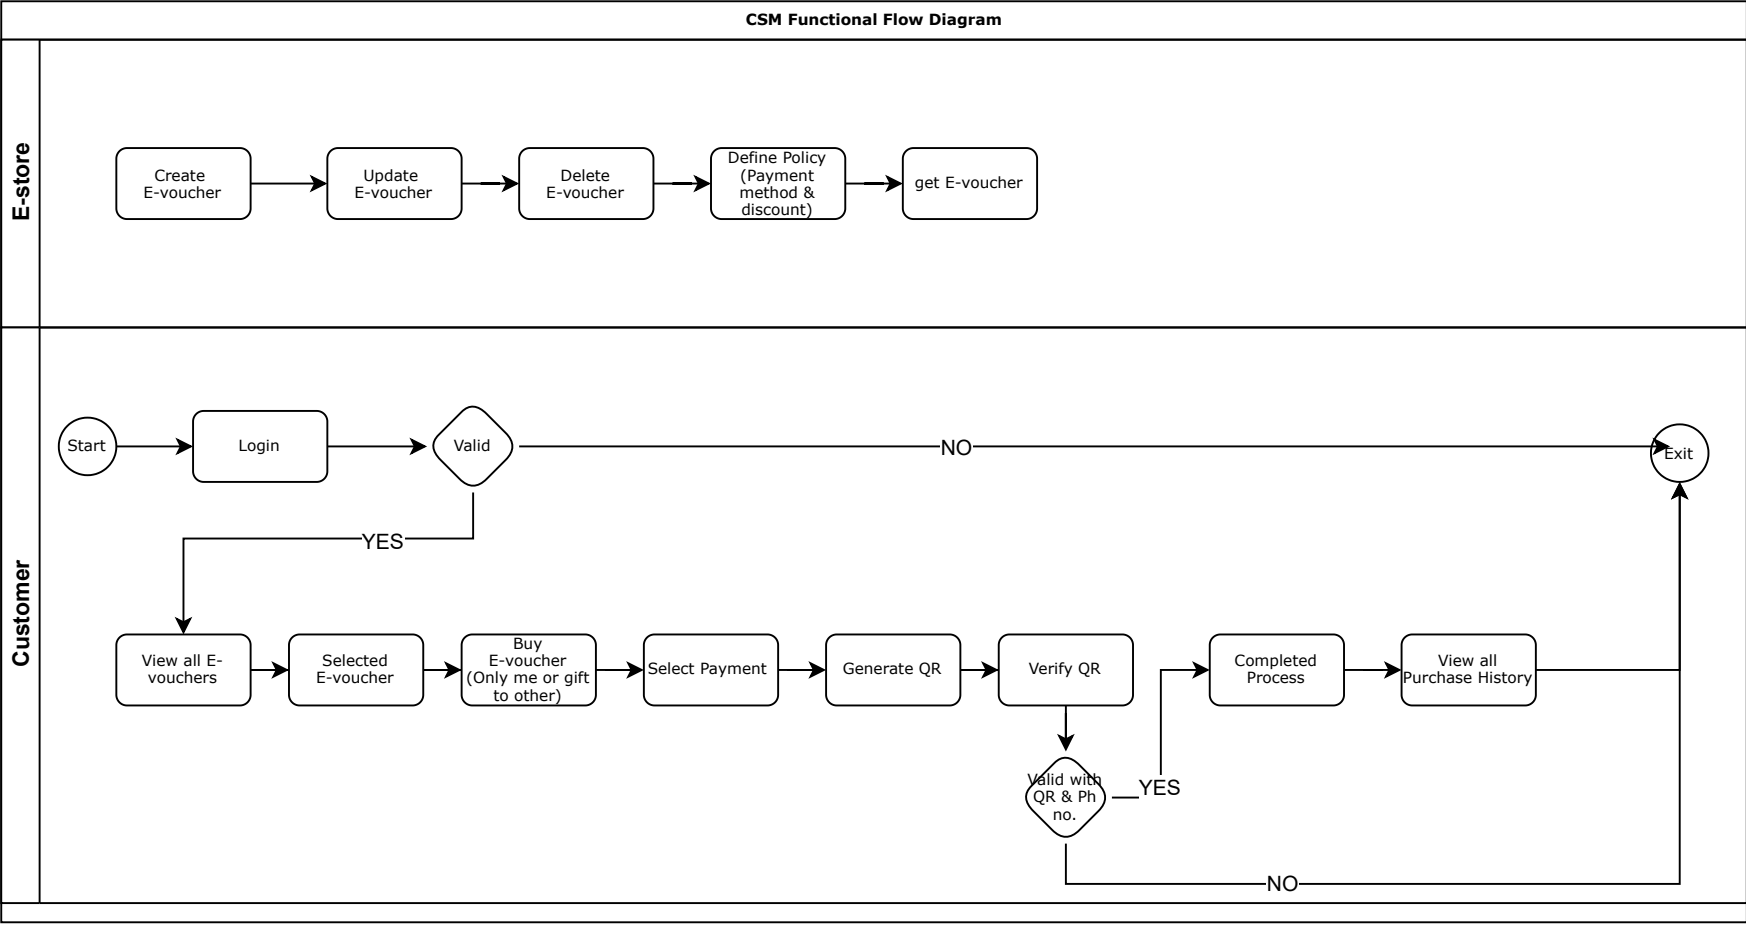 CSM Functional Flow Diagram
E-store
Create
E-voucher
Update
E-voucher
Delete
E-voucher
Define Policy
(Payment
method &
discount)
get E-voucher
Customer
Start
Login
Valid
NO
Exit
YES
View all E-
vouchers
Selected
E-voucher
Buy
E-voucher
(Only me or gift
to other)
Select Payment
Generate QR
Verify QR
Completed
Process
View all
Purchase History
Valid with
QR & Ph
no.
YES
NO